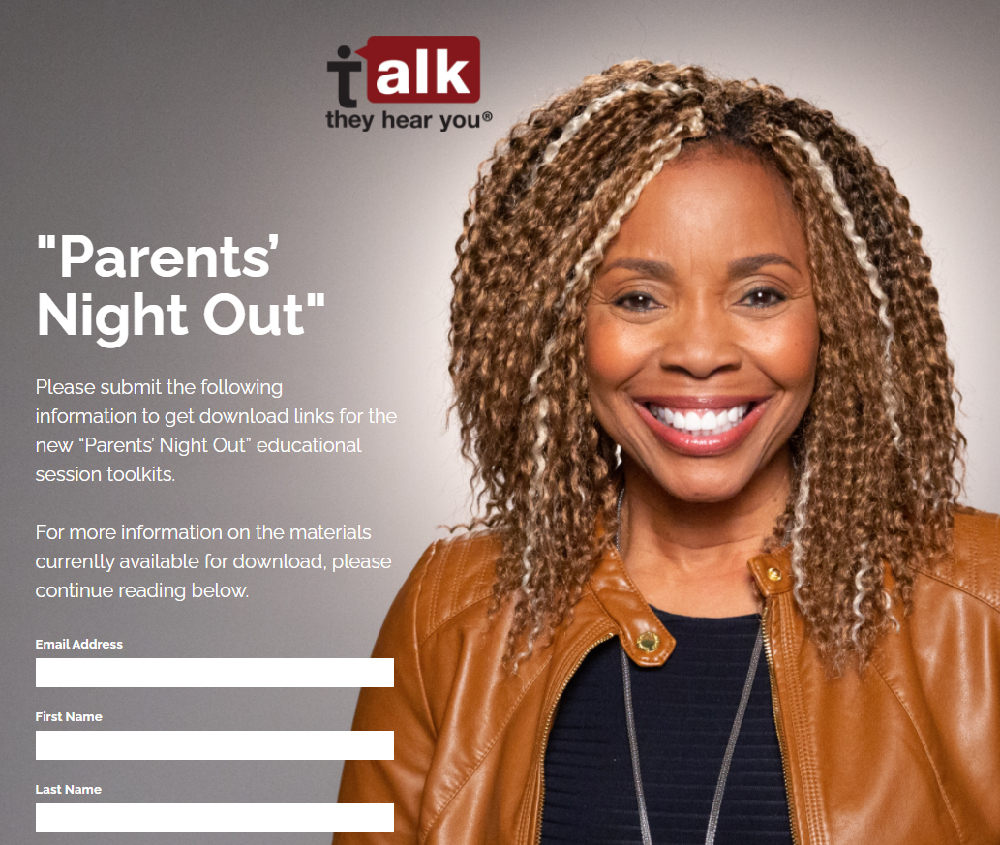 talk
they hear you®
"Parents’
Night Out"
Please submit the following
information to get download links for the
new “Parents’ Night Out” educational
session toolkits.
For more information on the materials
currently available for download, please
continue reading below.
Email Address
First Name
Last Name